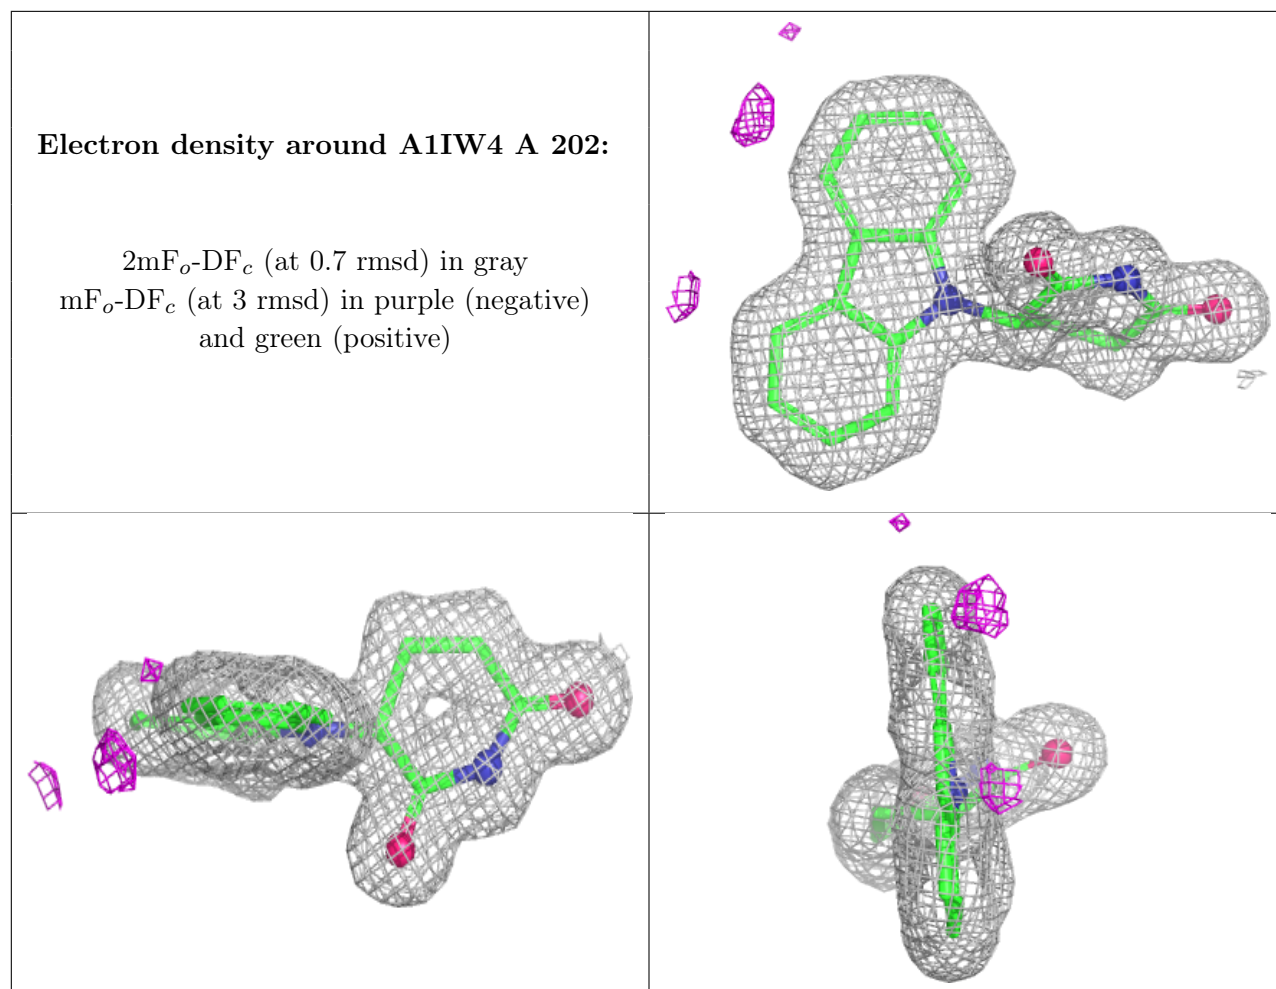 Electron density around A1IW4 A 202:
2mFₒ-DF𝒸 (at 0.7 rmsd) in gray
mFₒ-DF𝒸 (at 3 rmsd) in purple (negative)
and green (positive)